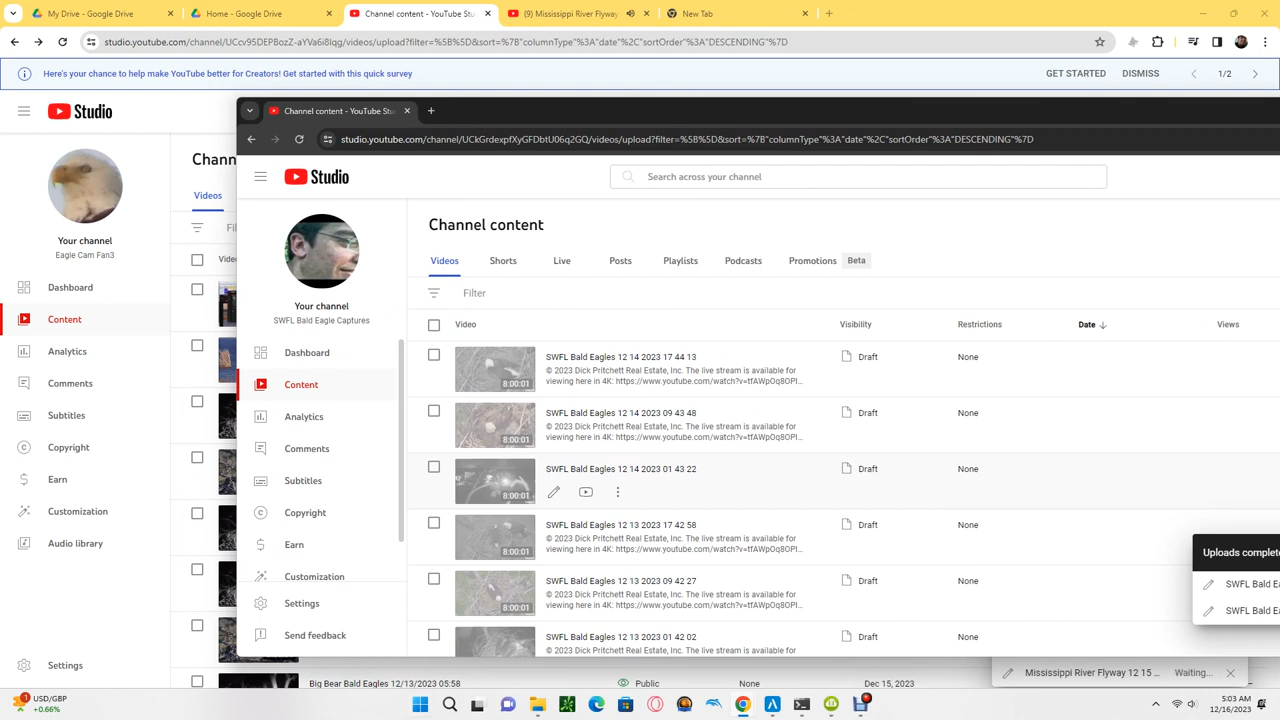 My Drive - Google Drive
Home - Google Drive
Channel content - YouTube Stu
(9) Mississippi River Flyway
New Tab
studio.youtube.com/channel/UCcv95DEPBozZ-aYVa6i8lqg/videos/upload?filter=%5B%5D&sort=%7B"columnType"%3A"date"%2C"sortOrder"%3A"DESCENDING"%7D
Here's your chance to help make YouTube better for Creators! Get started with this quick survey
GET STARTED
DISMISS
1/2
Studio
Chann
Videos
Fil
Video
Your channel
Eagle Cam Fan3
Dashboard
Content
Analytics
Comments
Subtitles
Copyright
Earn
Customization
Audio library
Settings
Channel content - YouTube Stu
studio.youtube.com/channel/UCkGrdexpfXyGFDbtU06q2GQ/videos/upload?filter=%5B%5D&sort=%7B"columnType"%3A"date"%2C"sortOrder"%3A"DESCENDING"%7D
Studio
Search across your channel
Your channel
SWFL Bald Eagle Captures
Dashboard
Content
Analytics
Comments
Subtitles
Copyright
Earn
Customization
Settings
Send feedback
Channel content
Videos Shorts Live Posts Playlists Podcasts Promotions Beta
Filter
Video Visibility Restrictions Date Views
SWFL Bald Eagles 12 14 2023 17 44 13 Draft None
© 2023 Dick Pritchett Real Estate, Inc. The live stream is available for
viewing here in 4K: https://www.youtube.com/watch?v=tfAWpOq8OPI...
8:00:01
SWFL Bald Eagles 12 14 2023 09 43 48 Draft None
© 2023 Dick Pritchett Real Estate, Inc. The live stream is available for
viewing here in 4K: https://www.youtube.com/watch?v=tfAWpOq8OPI...
8:00:01
SWFL Bald Eagles 12 14 2023 01 43 22 Draft None
8:00:01
SWFL Bald Eagles 12 13 2023 17 42 58 Draft None
© 2023 Dick Pritchett Real Estate, Inc. The live stream is available for
viewing here in 4K: https://www.youtube.com/watch?v=tfAWpOq8OPI...
8:00:01
SWFL Bald Eagles 12 13 2023 09 42 27 Draft None
© 2023 Dick Pritchett Real Estate, Inc. The live stream is available for
viewing here in 4K: https://www.youtube.com/watch?v=tfAWpOq8OPI...
8:00:01
SWFL Bald Eagles 12 13 2023 01 42 02 Draft None
© 2023 Dick Pritchett Real Estate, Inc. The live stream is available for
Uploads complete
SWFL Bald Ea
SWFL Bald Ea
Mississippi River Flyway 12 15 ... Waiting...
Big Bear Bald Eagles 12/13/2023 05:58 None Dec 15, 2023
1
USD/GBP
+0.66%
5:03 AM
12/16/2023